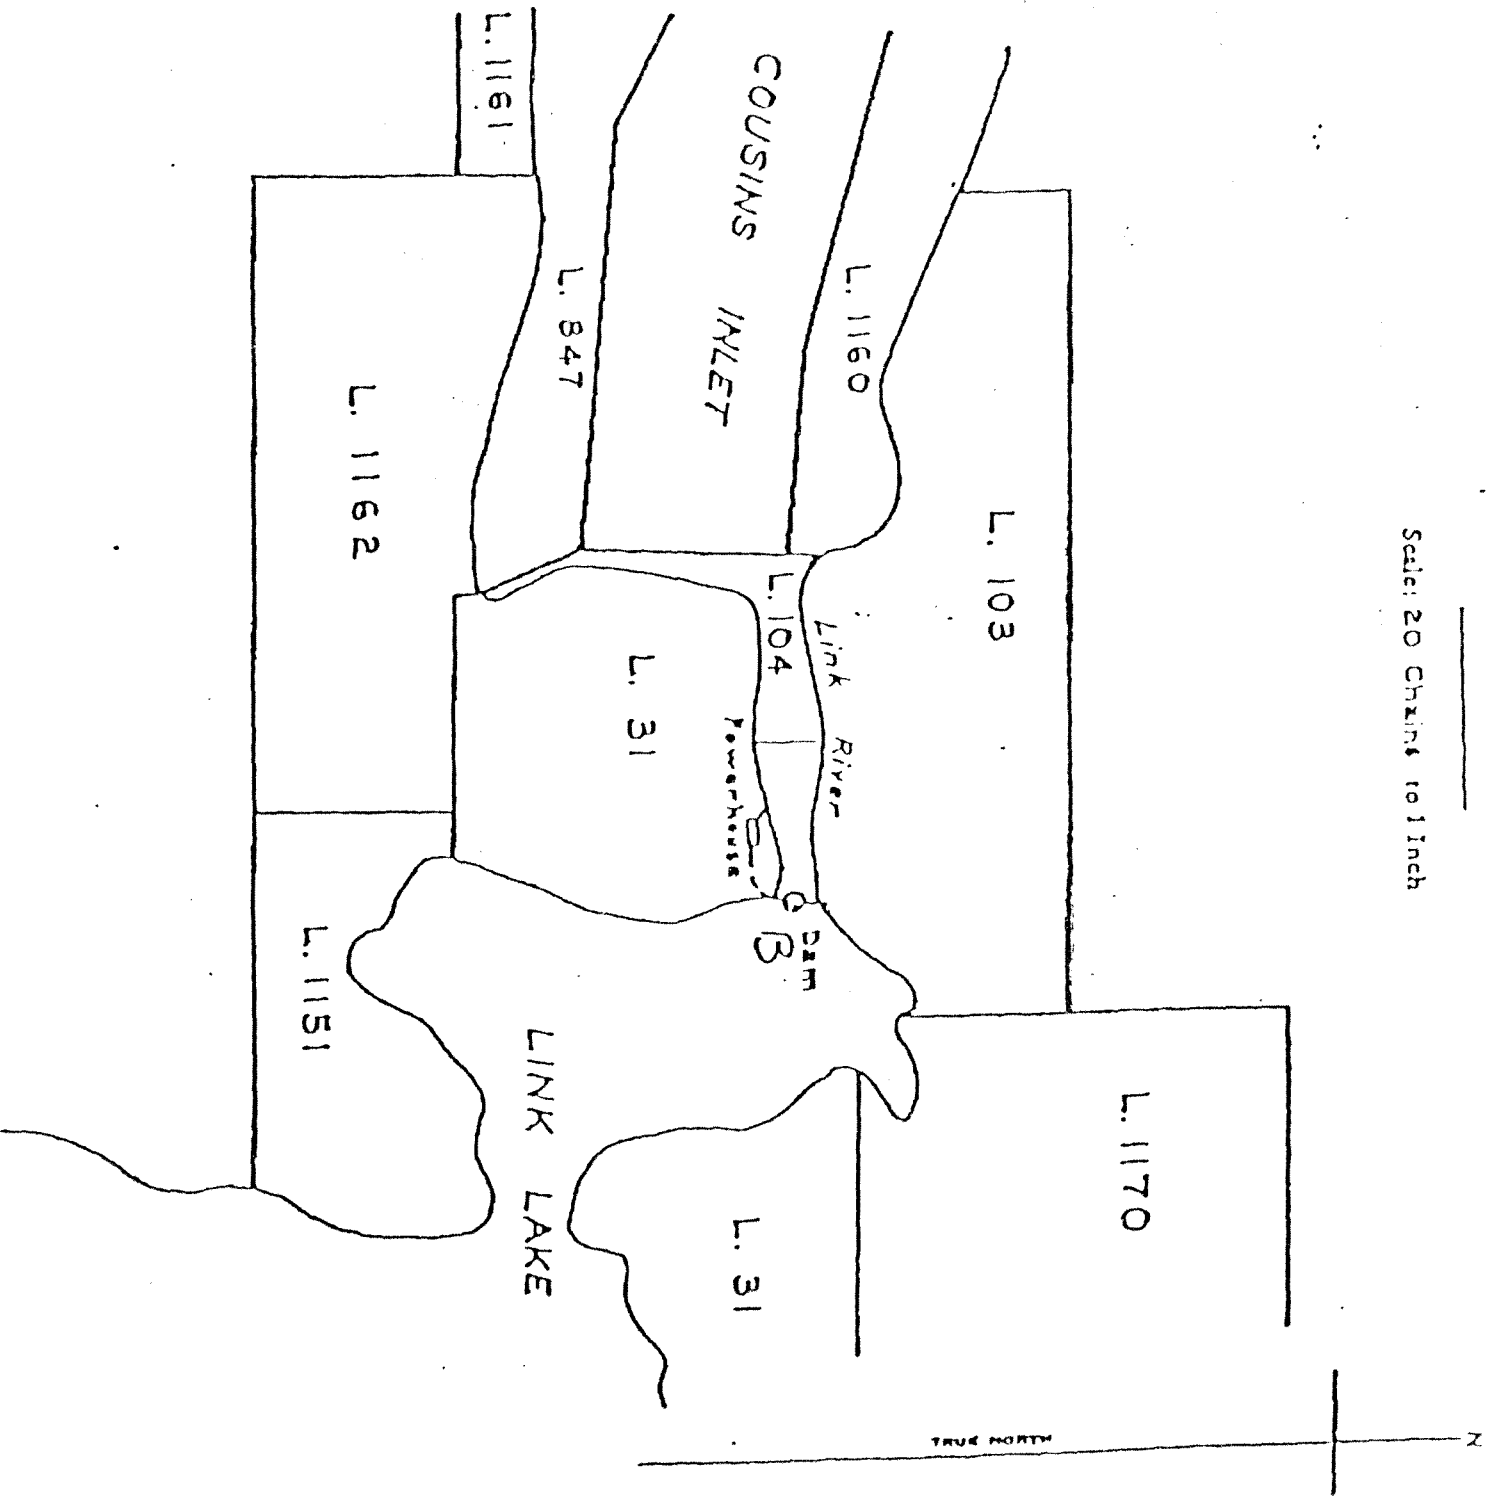 Scale: 20 Chains to 1 Inch
L. 1161
COUSINS INLET
L. 847
L. 1160
L. 1162
L. 103
L. 104
Link River
L. 31
Powerhouse
Dam
B
L. 1151
LINK LAKE
L. 1170
L. 31
TRUE NORTH
N